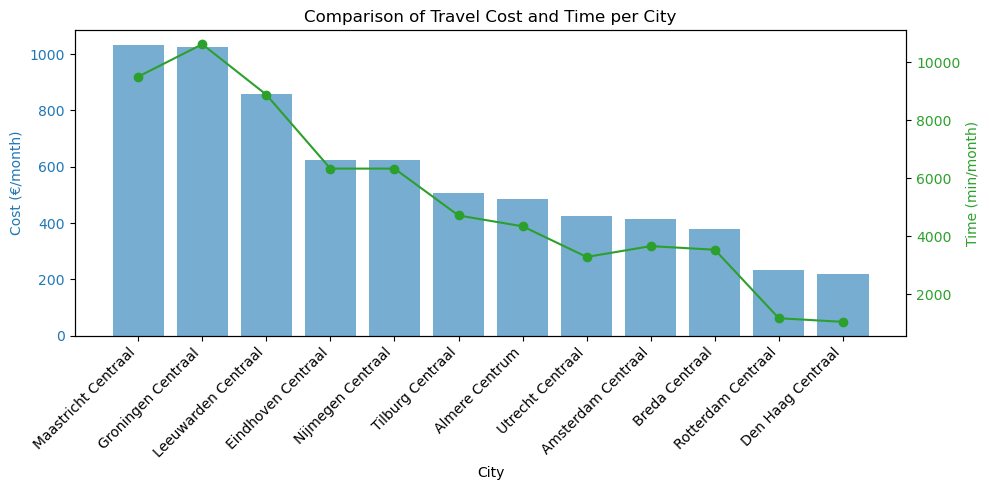 Comparison of Travel Cost and Time per City
Cost (€/month)
1000
800
600
400
200
0
10000
8000
6000
4000
2000
Time (min/month)
Maastricht Centraal
Groningen Centraal
Leeuwarden Centraal
Eindhoven Centraal
Nijmegen Centraal
Tilburg Centraal
Almere Centrum
Utrecht Centraal
Amsterdam Centraal
Breda Centraal
Rotterdam Centraal
Den Haag Centraal
City